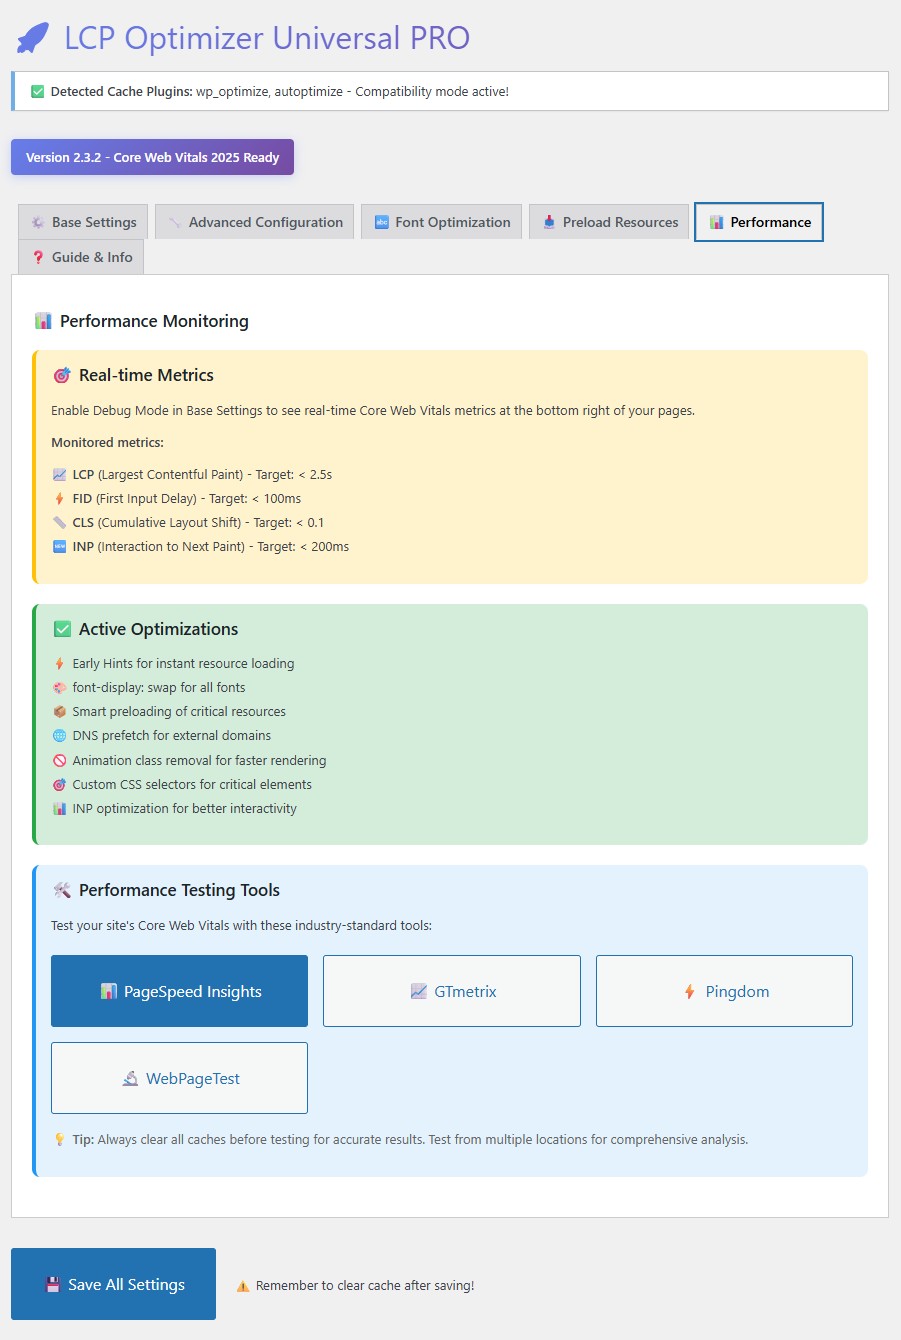 LCP Optimizer Universal PRO
Detected Cache Plugins: wp_optimize, autoptimize - Compatibility mode active!
Version 2.3.2 - Core Web Vitals 2025 Ready
Base Settings
Advanced Configuration
Font Optimization
Preload Resources
Performance
Guide & Info
Performance Monitoring
Real-time Metrics
Enable Debug Mode in Base Settings to see real-time Core Web Vitals metrics at the bottom right of your pages.
Monitored metrics:
LCP (Largest Contentful Paint) - Target: < 2.5s
FID (First Input Delay) - Target: < 100ms
CLS (Cumulative Layout Shift) - Target: < 0.1
INP (Interaction to Next Paint) - Target: < 200ms
Active Optimizations
Early Hints for instant resource loading
font-display: swap for all fonts
Smart preloading of critical resources
DNS prefetch for external domains
Animation class removal for faster rendering
Custom CSS selectors for critical elements
INP optimization for better interactivity
Performance Testing Tools
Test your site's Core Web Vitals with these industry-standard tools:
PageSpeed Insights
GTmetrix
Pingdom
WebPageTest
Tip: Always clear all caches before testing for accurate results. Test from multiple locations for comprehensive analysis.
Save All Settings
Remember to clear cache after saving!